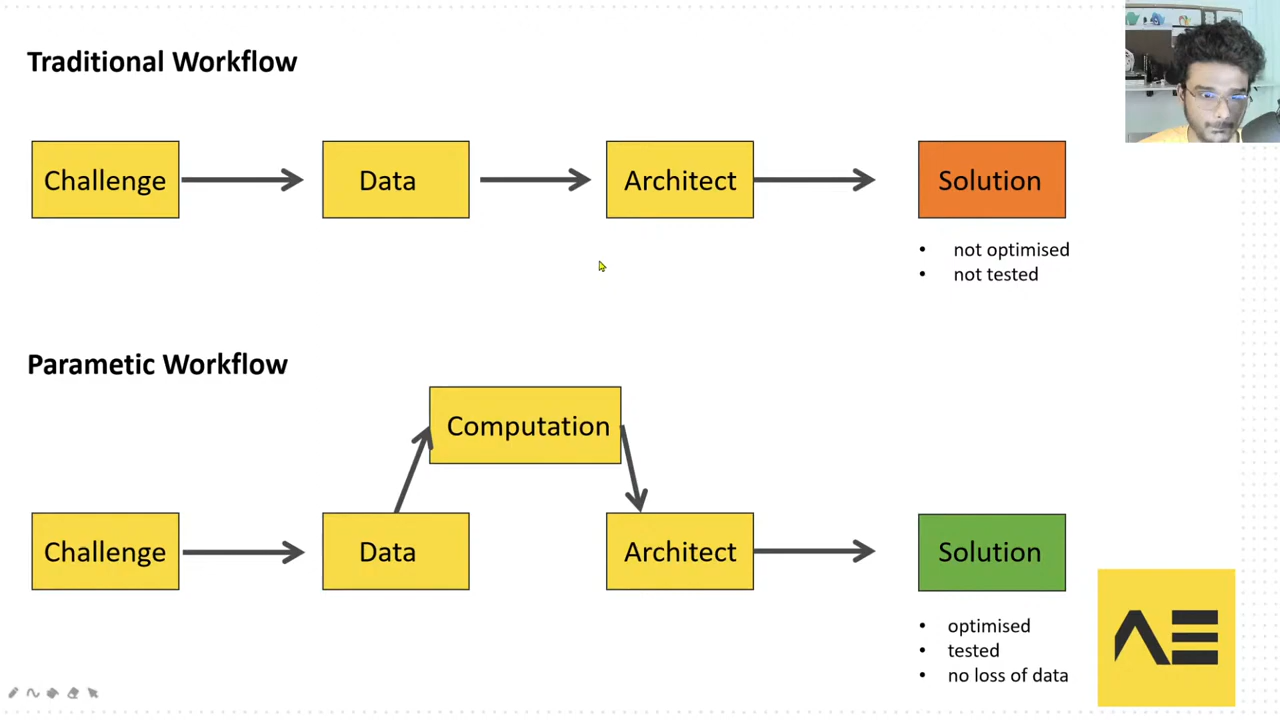 Traditional Workflow
Challenge
Data
Architect
Solution
• not optimised
• not tested
Parametic Workflow
Computation
Challenge
Data
Architect
Solution
• optimised
• tested
• no loss of data
AE